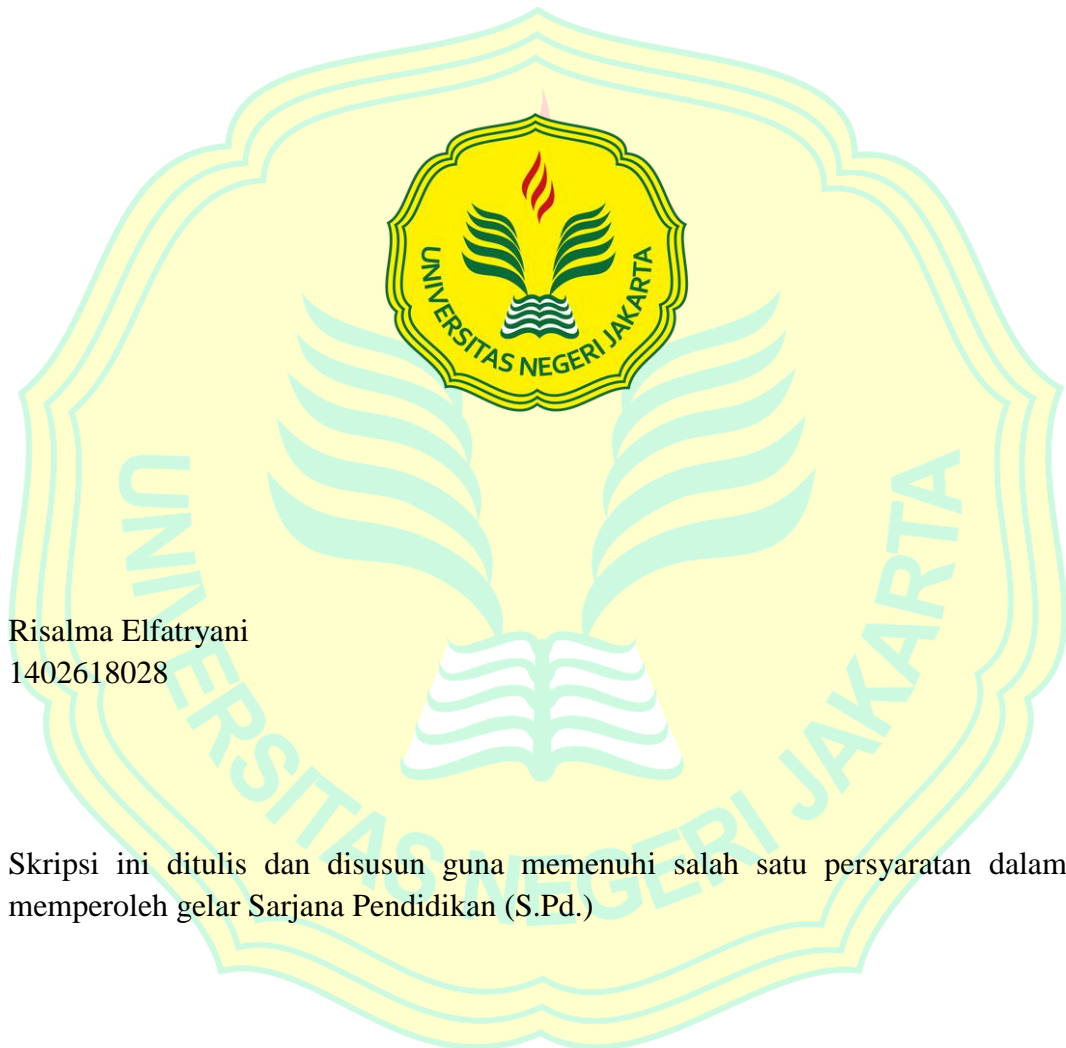 UNIVERSITAS NEGERI JAKARTA
UNIVERSITAS NEGERI JAKARTA
Risalma Elfatryani
1402618028
Skripsi ini ditulis dan disusun guna memenuhi salah satu persyaratan dalam
memperoleh gelar Sarjana Pendidikan (S.Pd.)